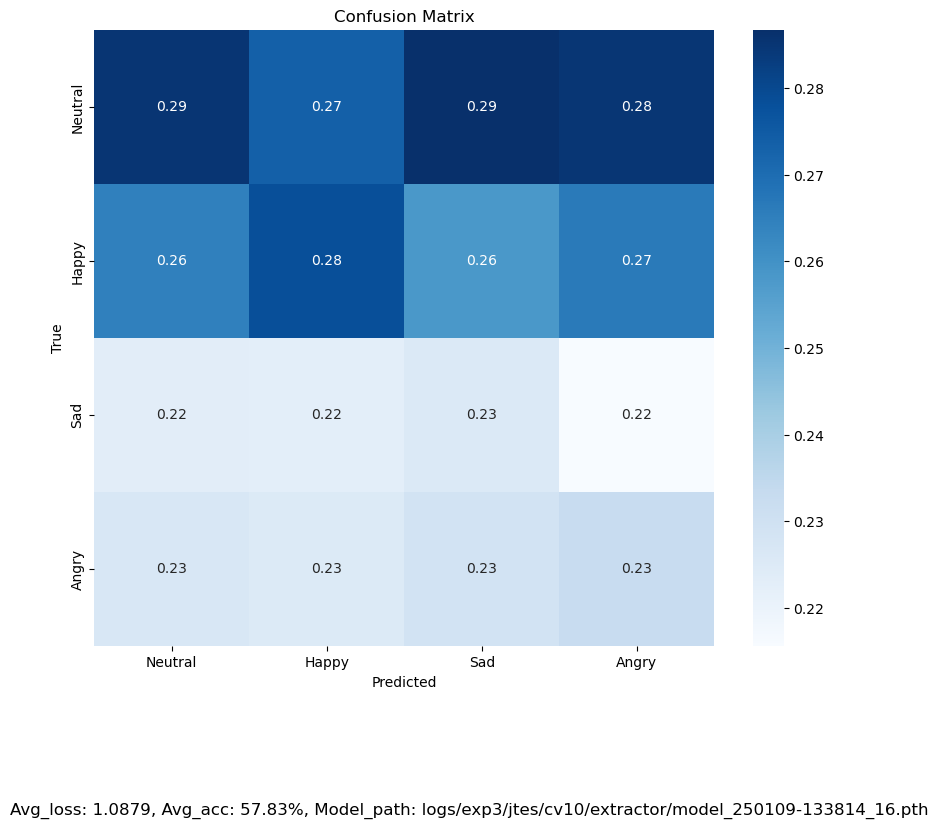 Confusion Matrix
Neutral 0.29 0.27 0.29 0.28
Happy 0.26 0.28 0.26 0.27
Sad 0.22 0.22 0.23 0.22
Angry 0.23 0.23 0.23 0.23
True
Neutral Happy Sad Angry
Predicted
0.28
0.27
0.26
0.25
0.24
0.23
0.22
Avg_loss: 1.0879, Avg_acc: 57.83%, Model_path: logs/exp3/jtes/cv10/extractor/model_250109-133814_16.pth